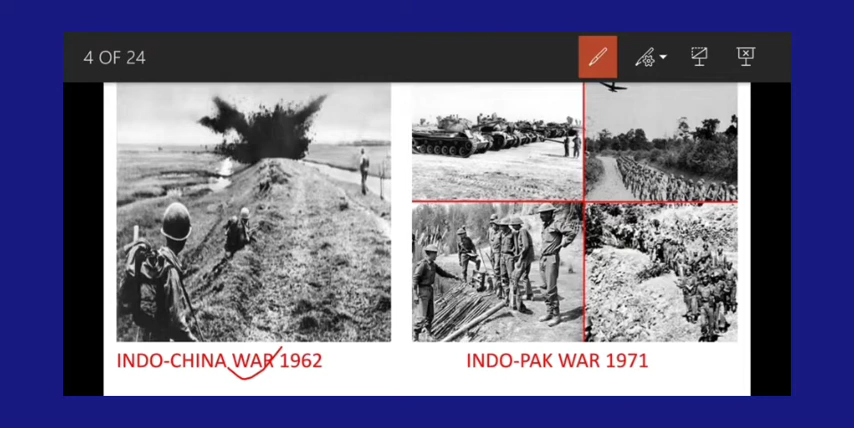 4 OF 24
INDO-CHINA WAR 1962
INDO-PAK WAR 1971